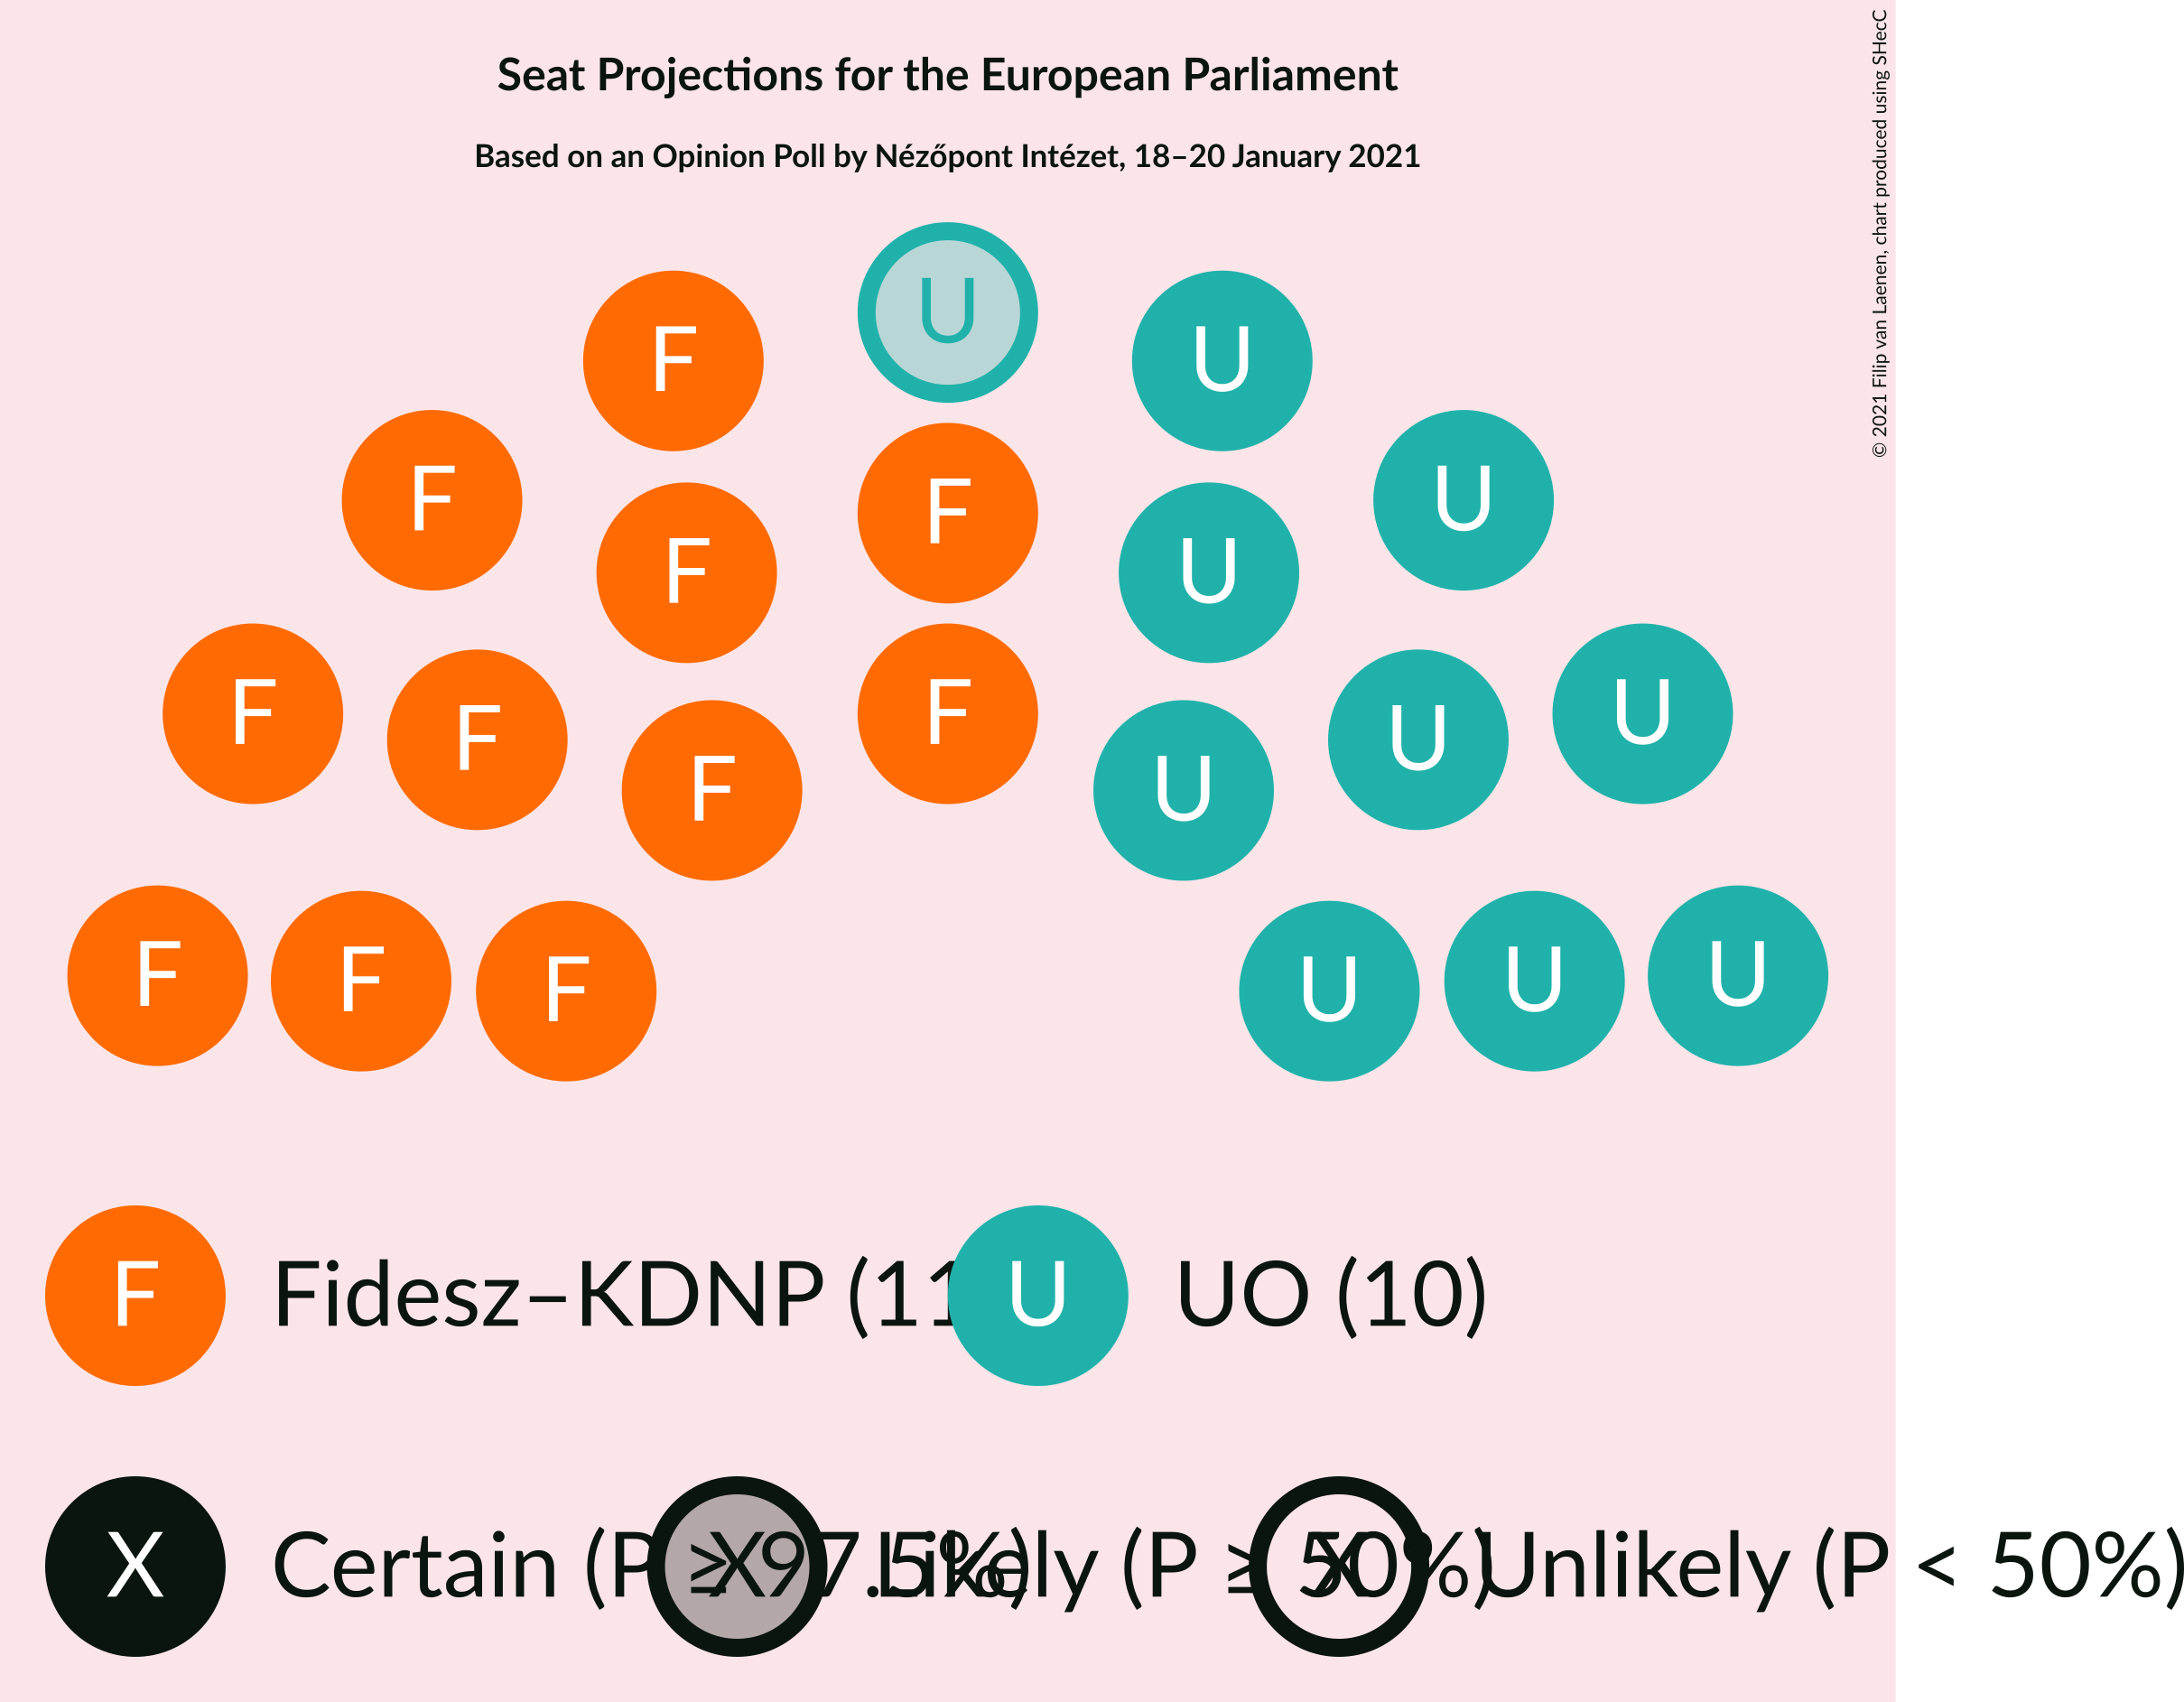 Seat Projections for the European Parliament
Based on an Opinion Poll by Nézőpont Intézet, 18–20 January 2021
© 2021 Filip van Laenen, chart produced using SHecC
U
F U
F U
F
F U
F U
F
F U
F U
F U
F U
F U
F Fidesz–KDNP (11 U UO (10)
X Certain (P ≥ 97.5%) X Likely (P ≥ 50%) X Unlikely (P < 50%)